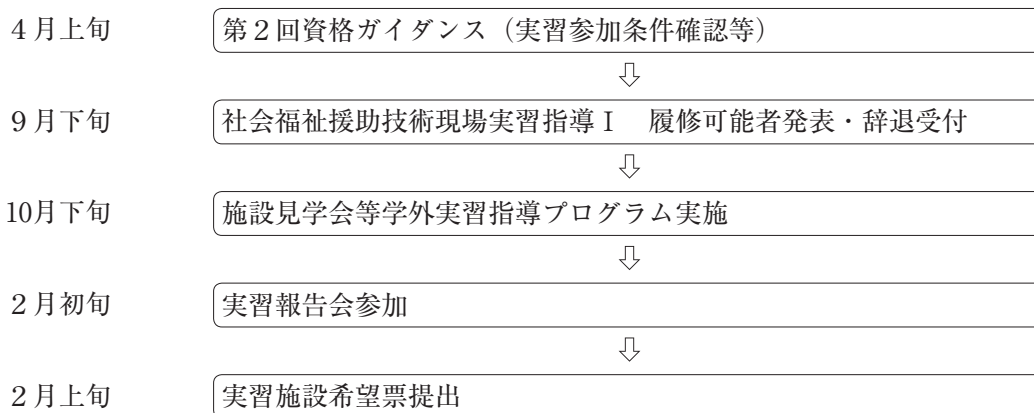 ４月上旬 第２回資格ガイダンス（実習参加条件確認等）
⇩
９月下旬 社会福祉援助技術現場実習指導Ⅰ　履修可能者発表・辞退受付
⇩
10月下旬 施設見学会等学外実習指導プログラム実施
⇩
２月初旬 実習報告会参加
⇩
２月上旬 実習施設希望票提出